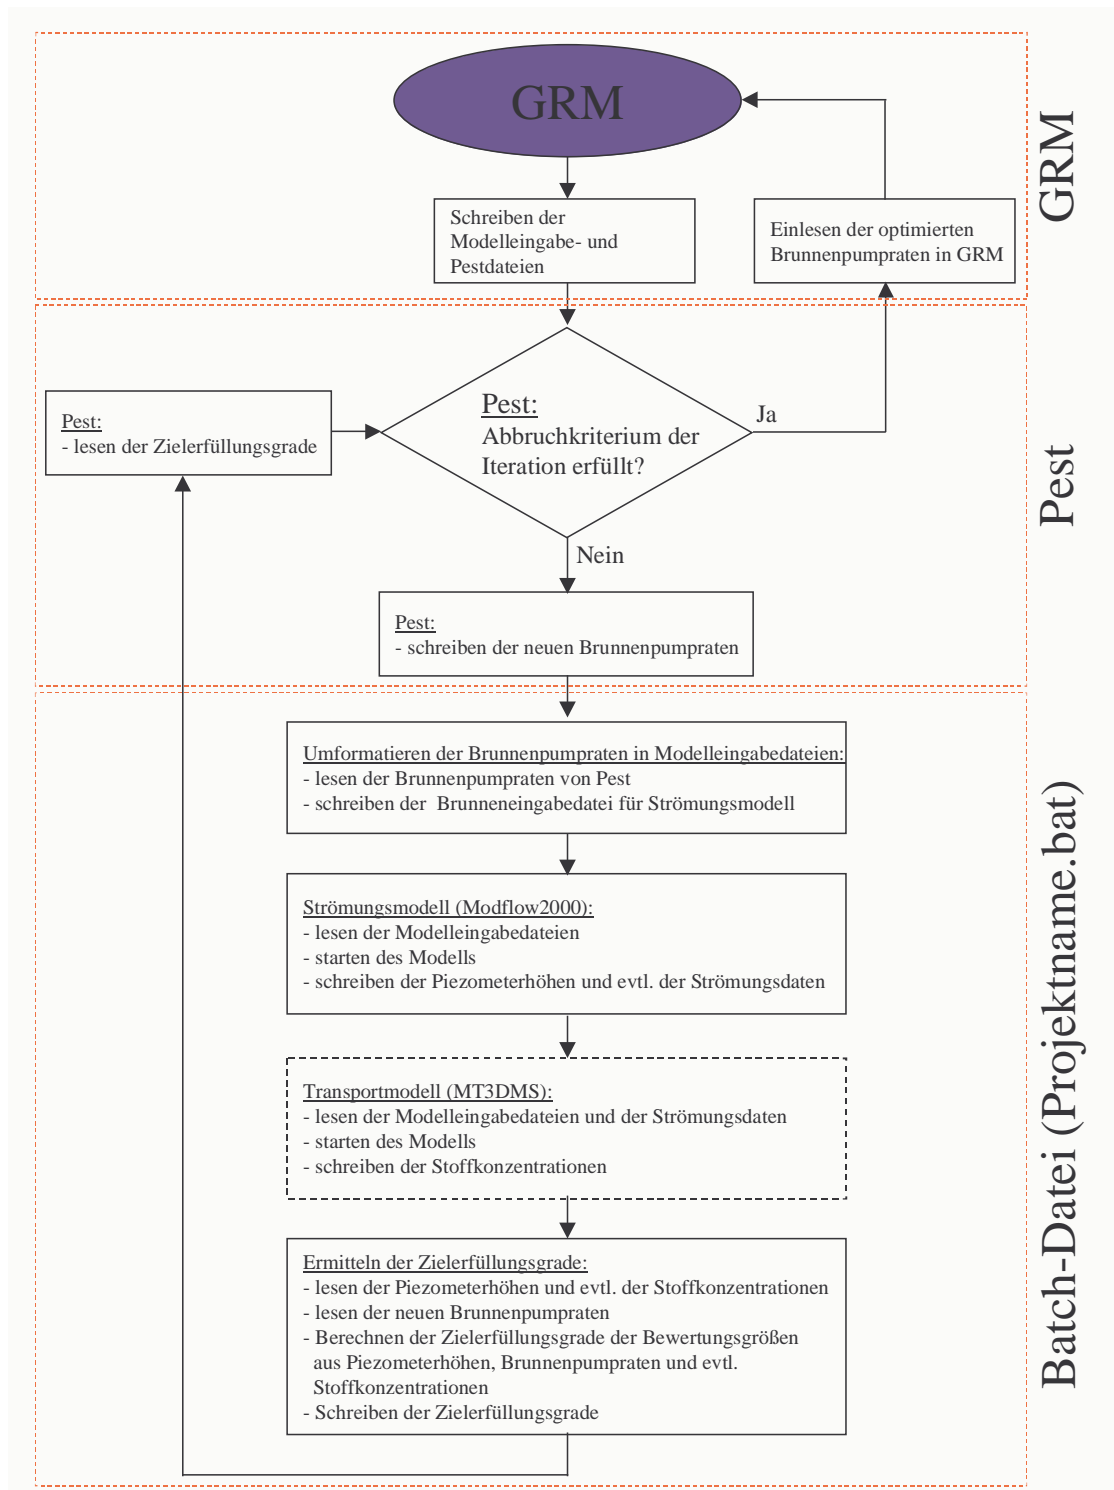 GRM
Schreiben der
Modelleingabe- und
Pestdateien
Einlesen der optimierten
Brunnenpumpraten in GRM
GRM
Pest:
- lesen der Zielerfüllungsgrade
Pest:
Abbruchkriterium der
Iteration erfüllt?
Ja
Nein
Pest:
- schreiben der neuen Brunnenpumpraten
Pest
Umformatieren der Brunnenpumpraten in Modelleingabedateien:
- lesen der Brunnenpumpraten von Pest
- schreiben der  Brunneneingabedatei für Strömungsmodell
Strömungsmodell (Modflow2000):
- lesen der Modelleingabedateien
- starten des Modells
- schreiben der Piezometerhöhen und evtl. der Strömungsdaten
Transportmodell (MT3DMS):
- lesen der Modelleingabedateien und der Strömungsdaten
- starten des Modells
- schreiben der Stoffkonzentrationen
Ermitteln der Zielerfüllungsgrade:
- lesen der Piezometerhöhen und evtl. der Stoffkonzentrationen
- lesen der neuen Brunnenpumpraten
- Berechnen der Zielerfüllungsgrade der Bewertungsgrößen
aus Piezometerhöhen, Brunnenpumpraten und evtl.
Stoffkonzentrationen
- Schreiben der Zielerfüllungsgrade
Batch-Datei (Projektname.bat)